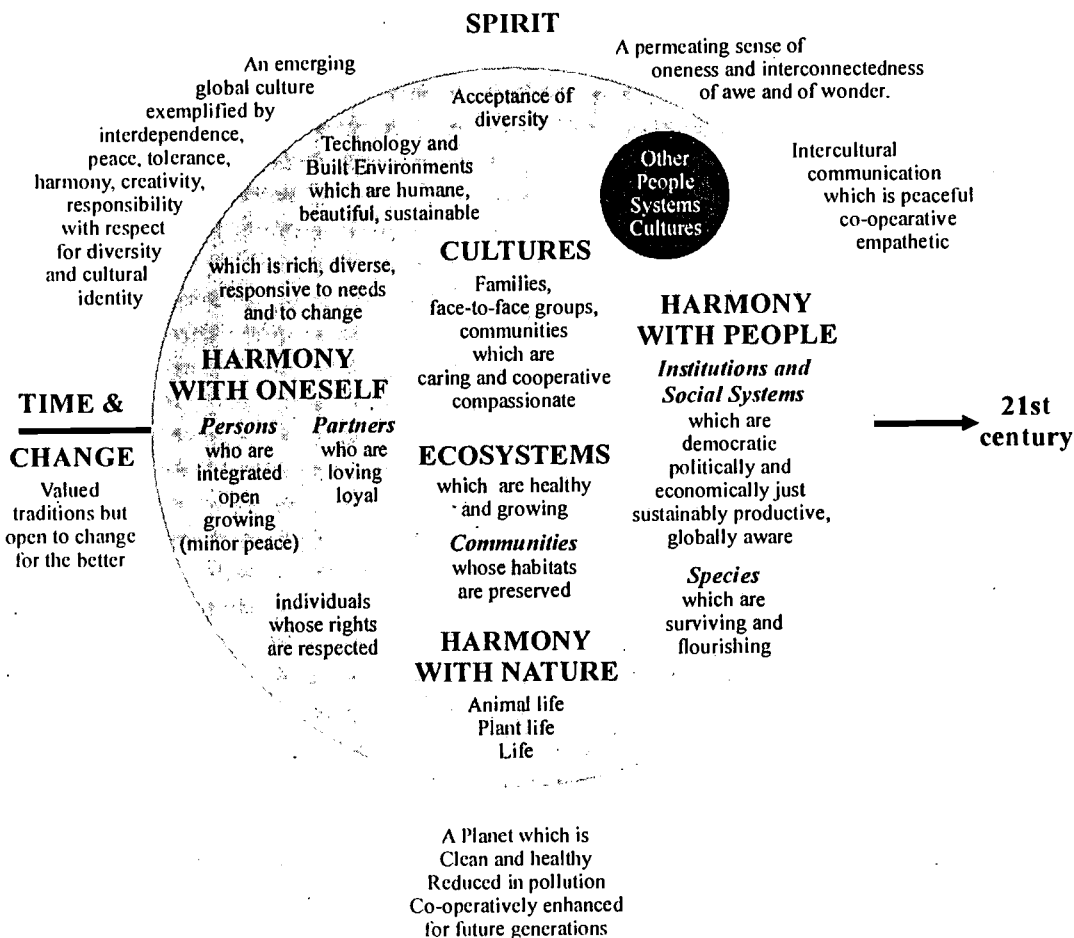 SPIRIT
An emerging
global culture
exemplified by
interdependence,
peace, tolerance,
harmony, creativity,
responsibility
with respect
for diversity
and cultural
identity
A permeating sense of
oneness and interconnectedness
of awe and of wonder.
Acceptance of
diversity
Technology and
Built Environments
which are humane,
beautiful, sustainable
Other
People
Systems
Cultures
Intercultural
communication
which is peaceful
co-oparative
empathetic
which is rich, diverse,
responsive to needs
and to change
CULTURES
Families,
face-to-face groups,
communities
which are
caring and cooperative
compassionate
HARMONY
WITH PEOPLE
Institutions and
Social Systems
which are
democratic
politically and
economically just
sustainably productive,
globally aware
Species
which are
surviving and
flourishing
HARMONY
WITH ONESELF
Persons
who are
integrated
open
growing
(minor peace)
Partners
who are
loving
loyal
TIME &
CHANGE
Valued
traditions but
open to change
for the better
21st
century
ECOSYSTEMS
which are healthy
and growing
Communities
whose habitats
are preserved
individuals
whose rights
are respected
HARMONY
WITH NATURE
Animal life
Plant life
Life
A Planet which is
Clean and healthy
Reduced in pollution
Co-operatively enhanced
for future generations